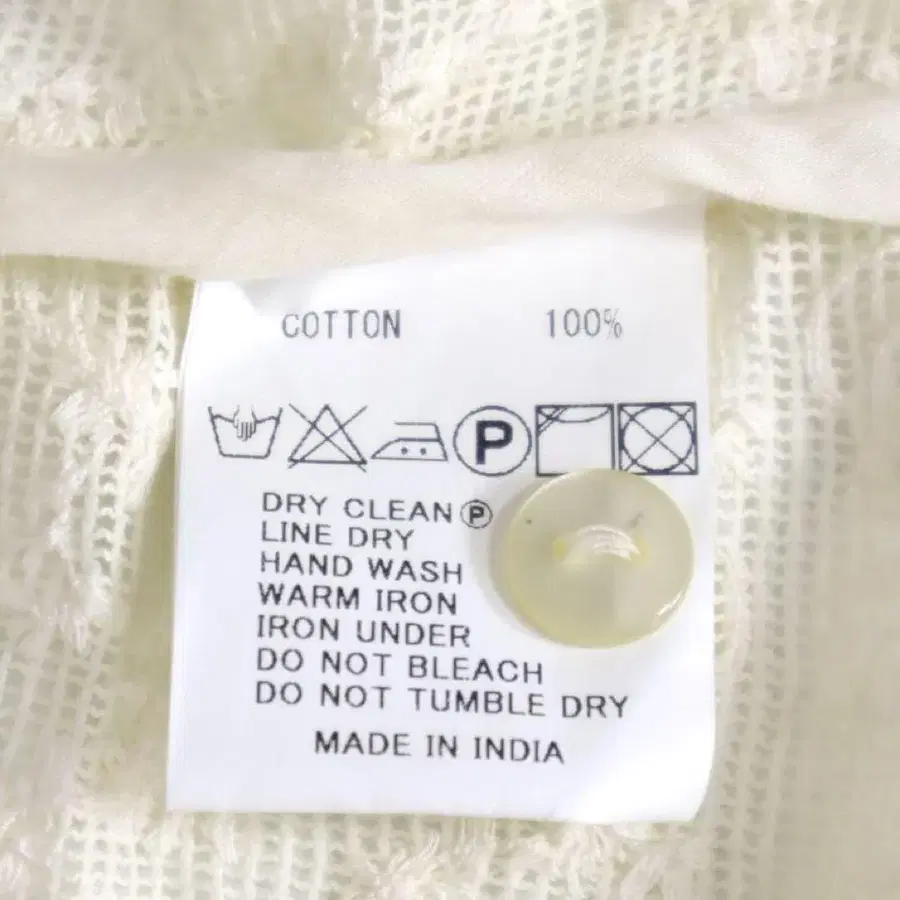 COTTON 100%
P
DRY CLEAN Ⓟ
LINE DRY
HAND WASH
WARM IRON
IRON UNDER
DO NOT BLEACH
DO NOT TUMBLE DRY
MADE IN INDIA